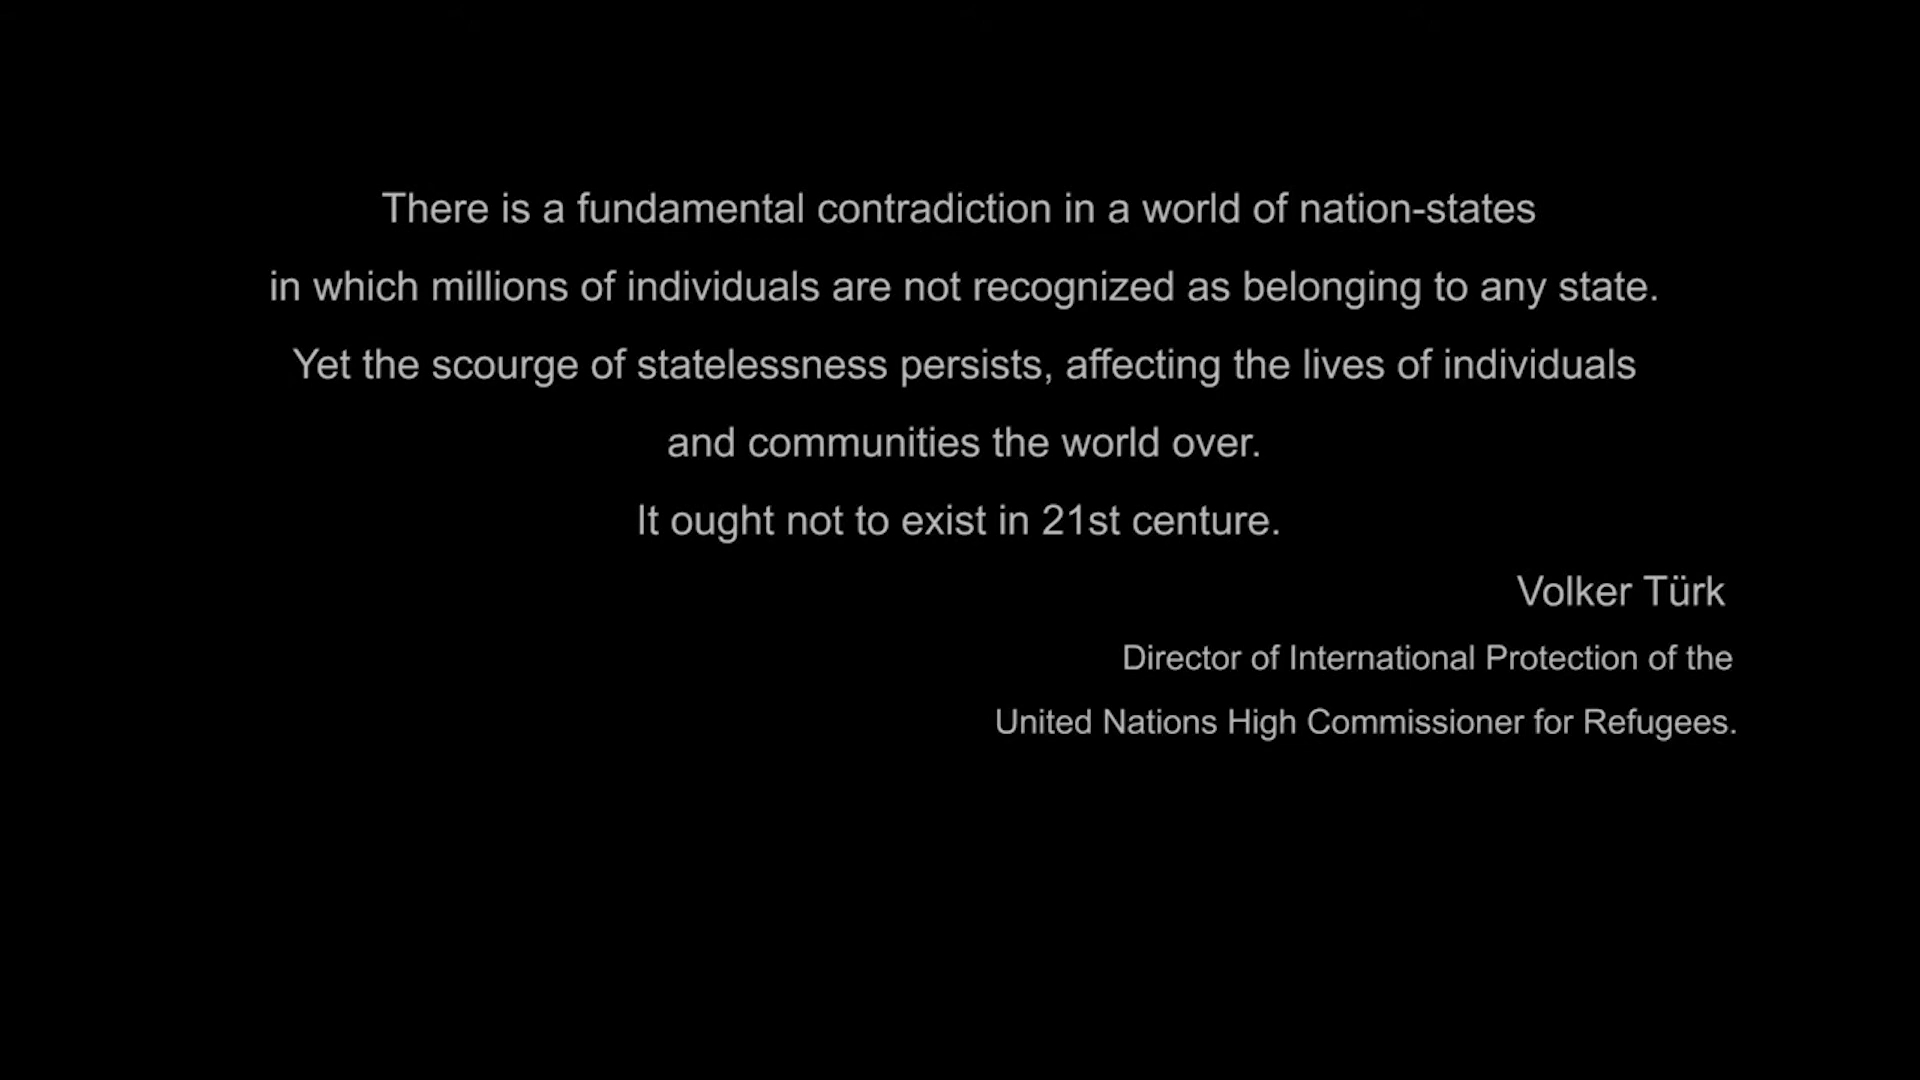 There is a fundamental contradiction in a world of nation-states
in which millions of individuals are not recognized as belonging to any state.
Yet the scourge of statelessness persists, affecting the lives of individuals
and communities the world over.
It ought not to exist in 21st centure.
Volker Türk
Director of International Protection of the
United Nations High Commissioner for Refugees.